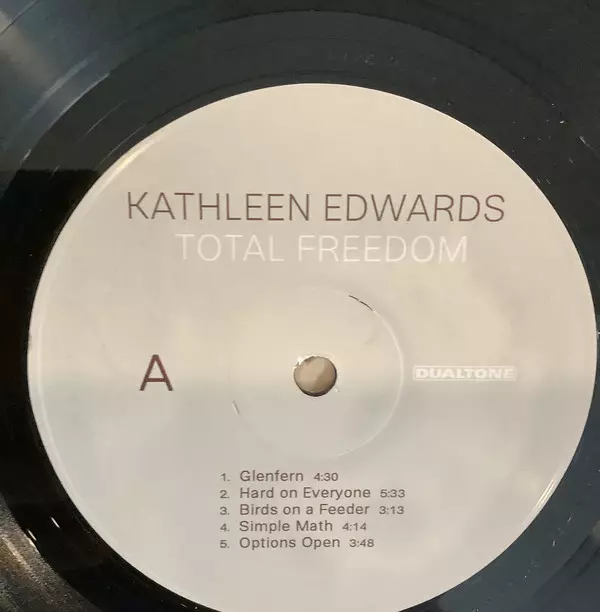 KATHLEEN EDWARDS
TOTAL FREEDOM
A
DUALTONE
1. Glenfern 4:30
2. Hard on Everyone 5:33
3. Birds on a Feeder 3:13
4. Simple Math 4:14
5. Options Open 3:48